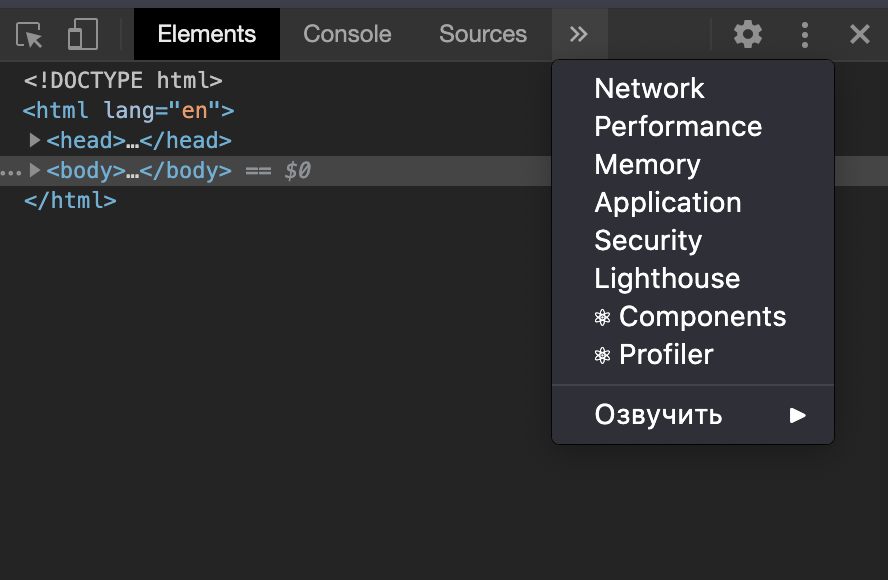 Elements Console Sources
<!DOCTYPE html>
<html lang="en">
<head>…</head>
<body>…</body> == $0
</html>
Network
Performance
Memory
Application
Security
Lighthouse
⚛ Components
⚛ Profiler
Озвучить